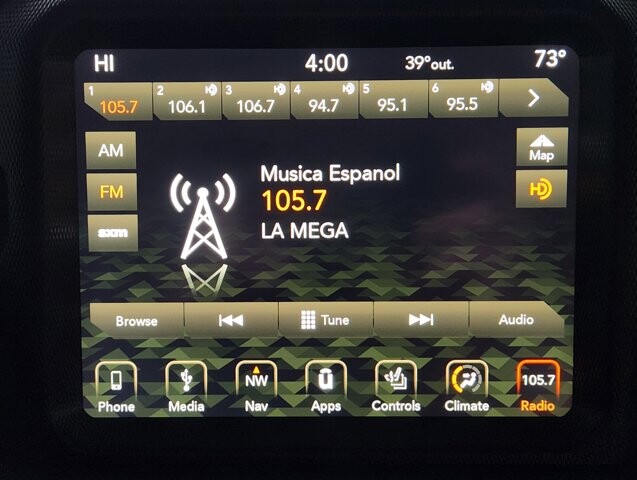 HI 4:00 39°out. 73°
1 105.7 2 106.1 3 106.7 4 94.7 5 95.1 6 95.5
AM
FM
sxm
Map
HD
Musica Espanol
105.7
LA MEGA
Browse Tune Audio
NW ū 105.7
Phone Media Nav Apps Controls Climate Radio